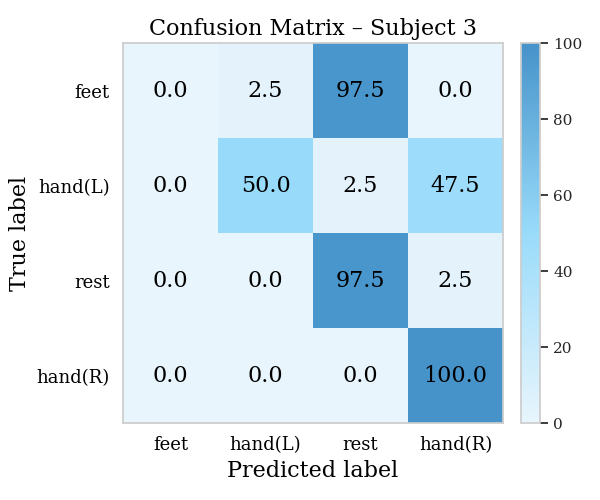 Confusion Matrix – Subject 3
True label
feet 0.0 2.5 97.5 0.0
hand(L) 0.0 50.0 2.5 47.5
rest 0.0 0.0 97.5 2.5
hand(R) 0.0 0.0 0.0 100.0
feet hand(L) rest hand(R)
Predicted label
100
80
60
40
20
0